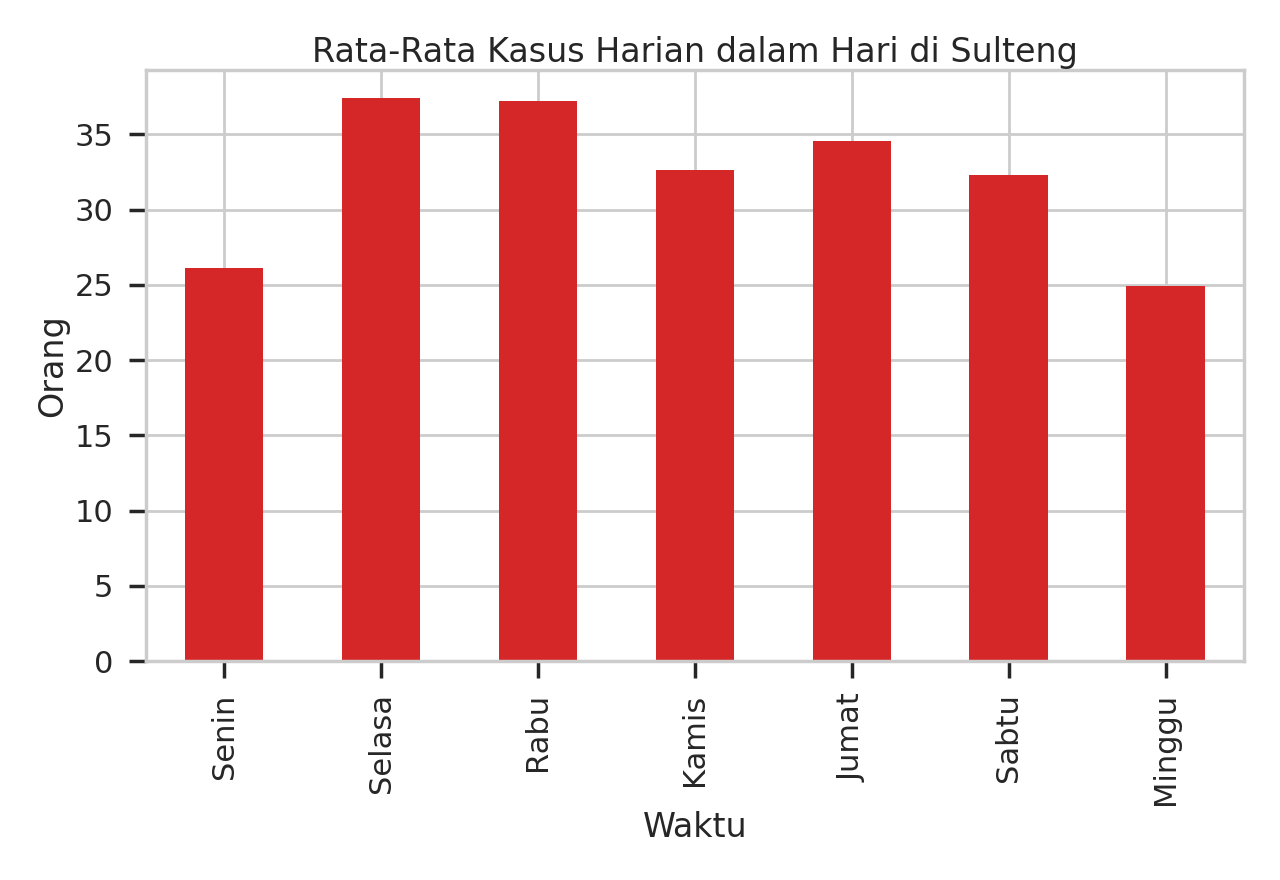 Rata-Rata Kasus Harian dalam Hari di Sulteng
Orang
35
30
25
20
15
10
5
0
Senin
Selasa
Rabu
Kamis
Jumat
Sabtu
Minggu
Waktu